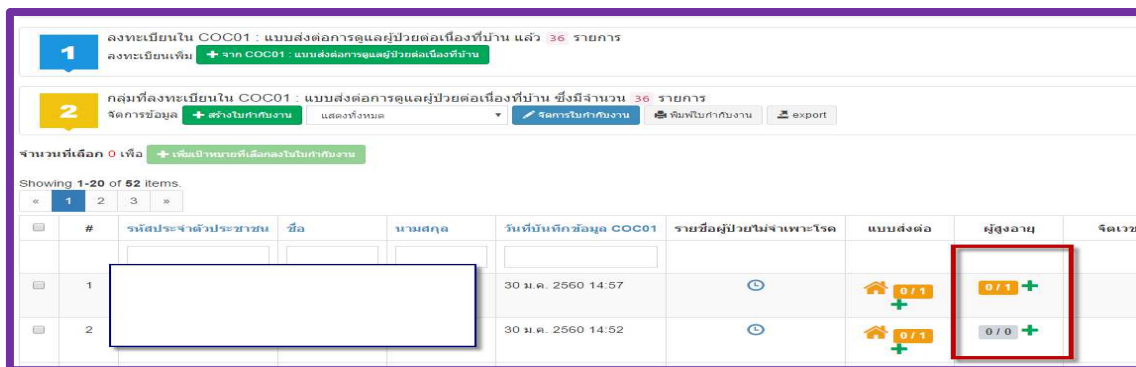 1 ลงทะเบียนใน COC01 : แบบส่งต่อการดูแลผู้ป่วยต่อเนื่องที่บ้าน แล้ว 36 รายการ
ลงทะเบียนเพิ่ม + จาก COC01 : แบบส่งต่อการดูแลผู้ป่วยต่อเนื่องที่บ้าน
2 กลุ่มที่ลงทะเบียนใน COC01 : แบบส่งต่อการดูแลผู้ป่วยต่อเนื่องที่บ้าน ซึ่งมีจำนวน 36 รายการ
จัดการข้อมูล + สร้างใบกำกับงาน แสดงทั้งหมด จัดการใบกำกับงาน พิมพ์ใบกำกับงาน export
จำนวนที่เลือก 0 เพื่อ + เพิ่มเป้าหมายที่เลือกลงในใบกำกับงาน
Showing 1-20 of 52 items.
« 1 2 3 »
# รหัสประจำตัวประชาชน ชื่อ นามสกุล วันที่บันทึกข้อมูล COC01 รายชื่อผู้ป่วยไม่จำเพาะโรค แบบส่งต่อ ผู้สูงอายุ จิตเวช
1 30 ม.ค. 2560 14:57 0 / 1 + 0 / 1 +
2 30 ม.ค. 2560 14:52 0 / 1 + 0 / 0 +